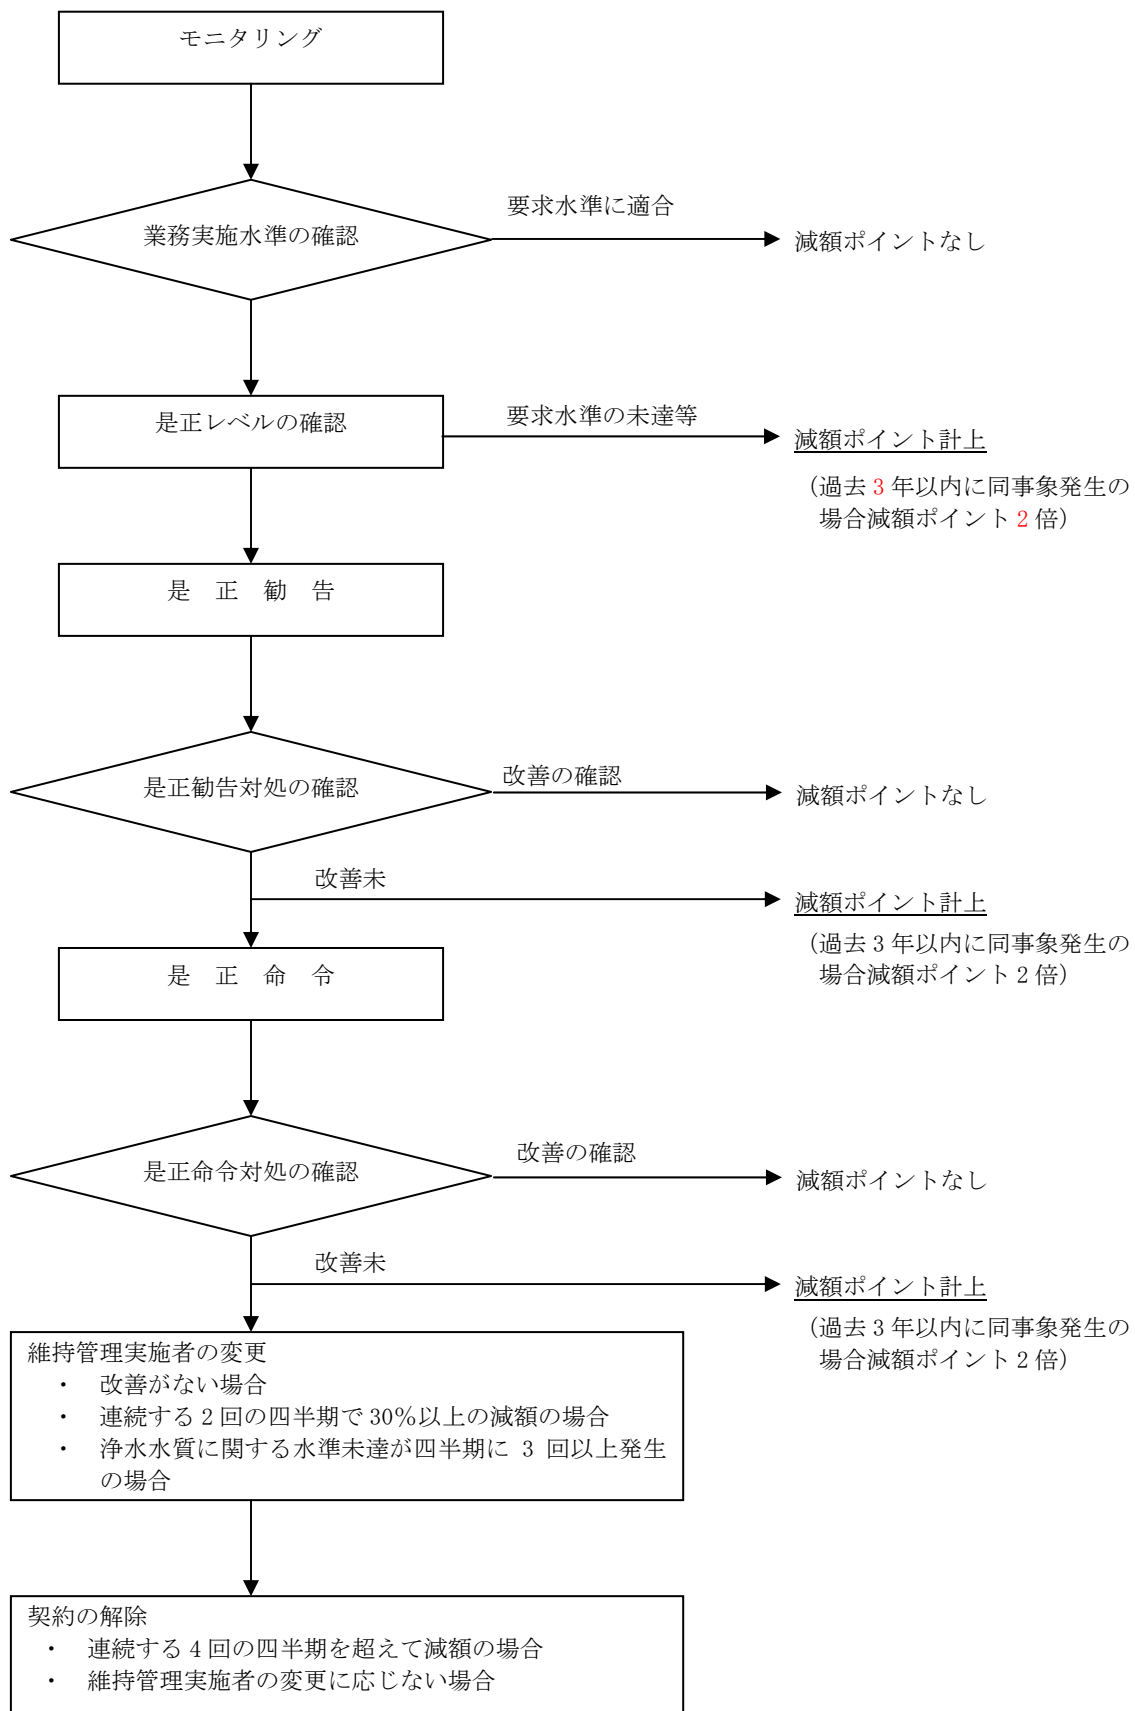 モニタリング
業務実施水準の確認
要求水準に適合
減額ポイントなし
是正レベルの確認
要求水準の未達等
減額ポイント計上
（過去 3 年以内に同事象発生の
場合減額ポイント 2 倍）
是　正　勧　告
是正勧告対処の確認
改善の確認
減額ポイントなし
改善未
減額ポイント計上
（過去 3 年以内に同事象発生の
場合減額ポイント 2 倍）
是　正　命　令
是正命令対処の確認
改善の確認
減額ポイントなし
改善未
減額ポイント計上
（過去 3 年以内に同事象発生の
場合減額ポイント 2 倍）
維持管理実施者の変更
・　改善がない場合
・　連続する 2 回の四半期で 30％以上の減額の場合
・　浄水水質に関する水準未達が四半期に 3 回以上発生
の場合
契約の解除
・　連続する 4 回の四半期を超えて減額の場合
・　維持管理実施者の変更に応じない場合